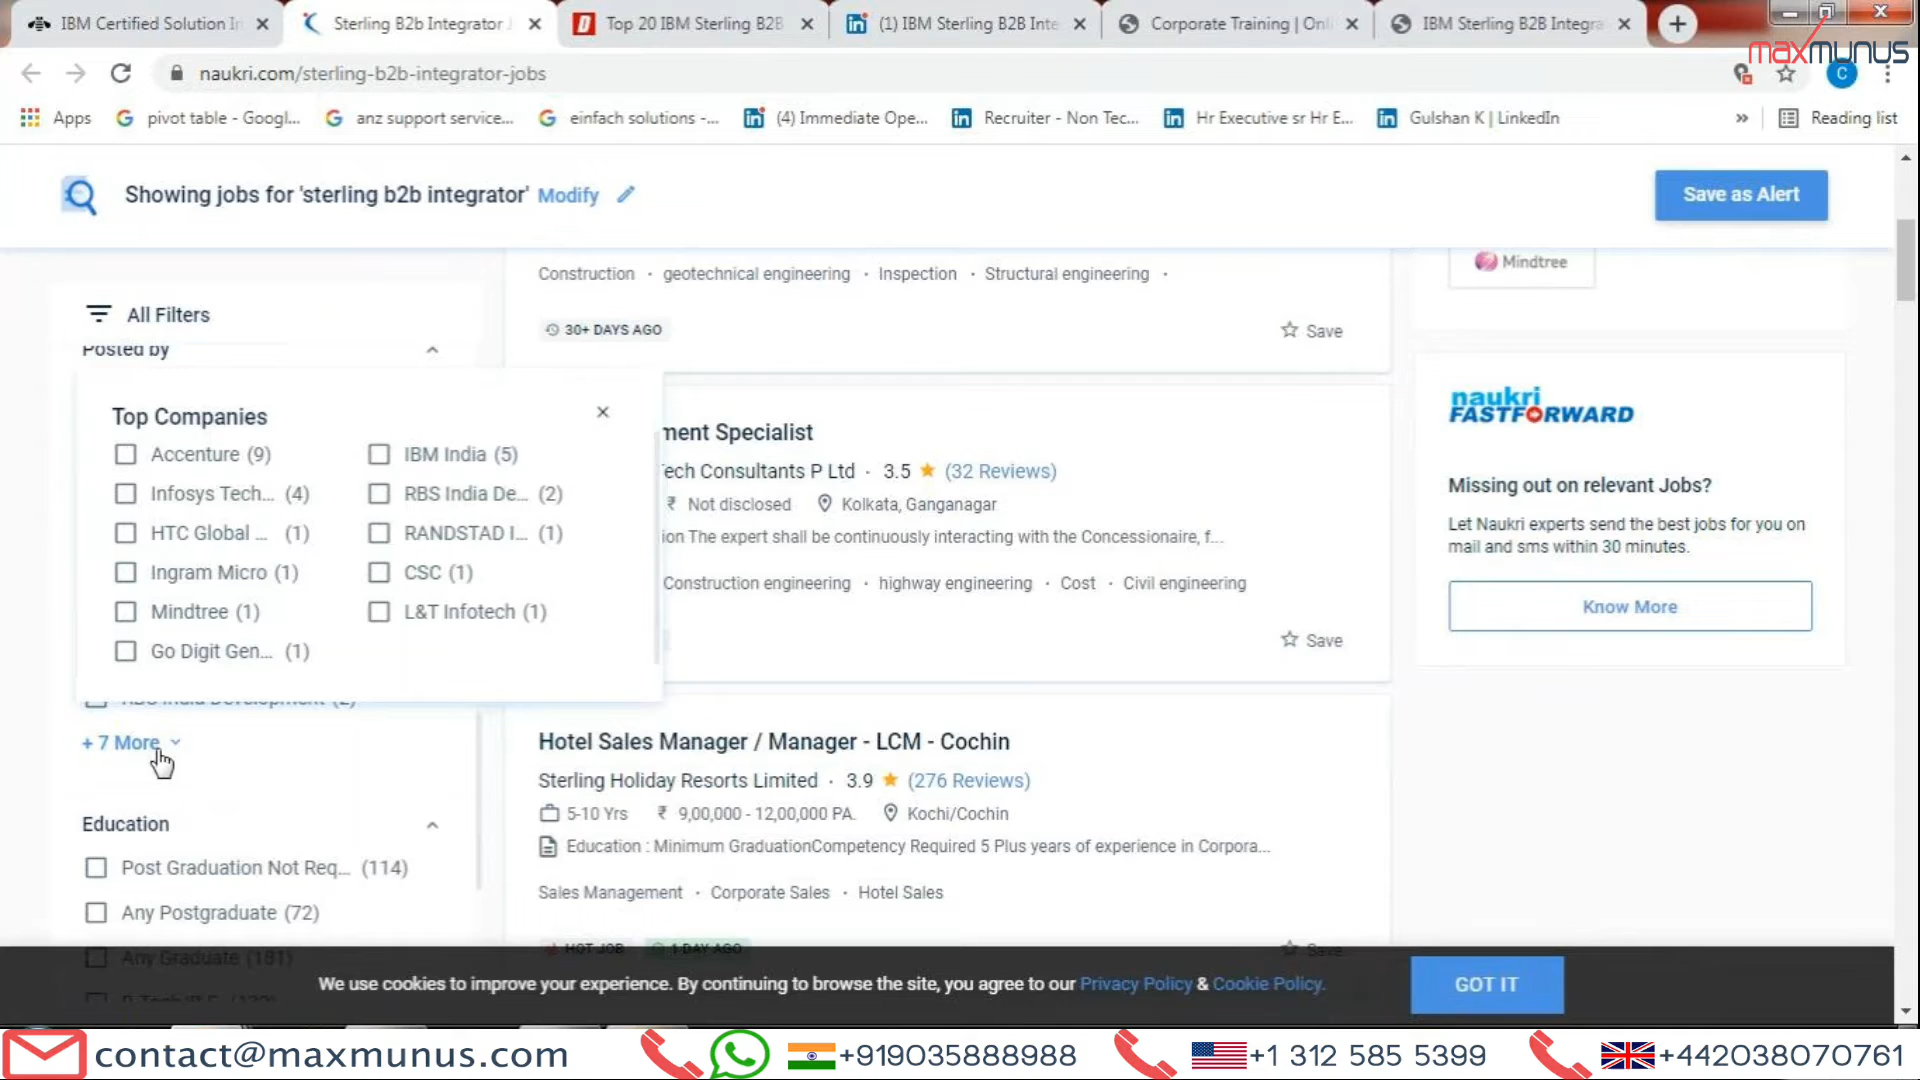 IBM Certified Solution In
Sterling B2b Integrator J
Top 20 IBM Sterling B2B
(1) IBM Sterling B2B Inte
Corporate Training | Onl
IBM Sterling B2B Integra
maxmunus
naukri.com/sterling-b2b-integrator-jobs
C
Apps
pivot table - Googl...
anz support service...
einfach solutions -...
(4) Immediate Ope...
Recruiter - Non Tec...
Hr Executive sr Hr E...
Gulshan K | LinkedIn
»
Reading list
Showing jobs for 'sterling b2b integrator' Modify
Save as Alert
Construction · geotechnical engineering · Inspection · Structural engineering ·
Mindtree
All Filters
30+ DAYS AGO
Save
Posted by
Top Companies
Accenture (9)
IBM India (5)
Infosys Tech... (4)
RBS India De... (2)
HTC Global ... (1)
RANDSTAD I... (1)
Ingram Micro (1)
CSC (1)
Mindtree (1)
L&T Infotech (1)
Go Digit Gen... (1)
RBS India Development (2)
+ 7 More
ment Specialist
ech Consultants P Ltd · 3.5 (32 Reviews)
₹ Not disclosed Kolkata, Ganganagar
ion The expert shall be continuously interacting with the Concessionaire, f...
Construction engineering · highway engineering · Cost · Civil engineering
Save
naukri
FASTFORWARD
Missing out on relevant Jobs?
Let Naukri experts send the best jobs for you on
mail and sms within 30 minutes.
Know More
Hotel Sales Manager / Manager - LCM - Cochin
Sterling Holiday Resorts Limited · 3.9 (276 Reviews)
5-10 Yrs ₹ 9,00,000 - 12,00,000 PA. Kochi/Cochin
Education : Minimum GraduationCompetency Required 5 Plus years of experience in Corpora...
Sales Management · Corporate Sales · Hotel Sales
HOT JOB
1 DAY AGO
Save
Education
Post Graduation Not Req... (114)
Any Postgraduate (72)
Any Graduate (181)
We use cookies to improve your experience. By continuing to browse the site, you agree to our Privacy Policy & Cookie Policy.
GOT IT
contact@maxmunus.com
+919035888988
+1 312 585 5399
+442038070761